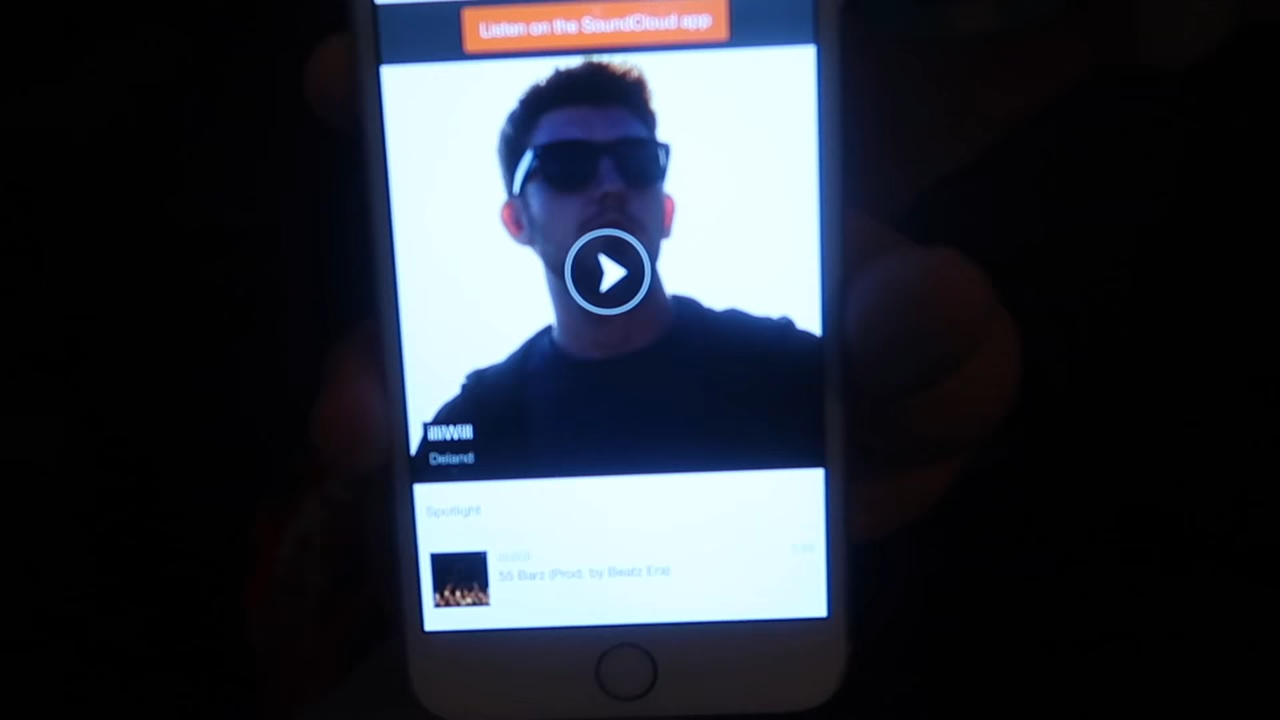 Listen on the SoundCloud app
Deland
Spotlight
55 Barz (Prod. by Beatz Era)